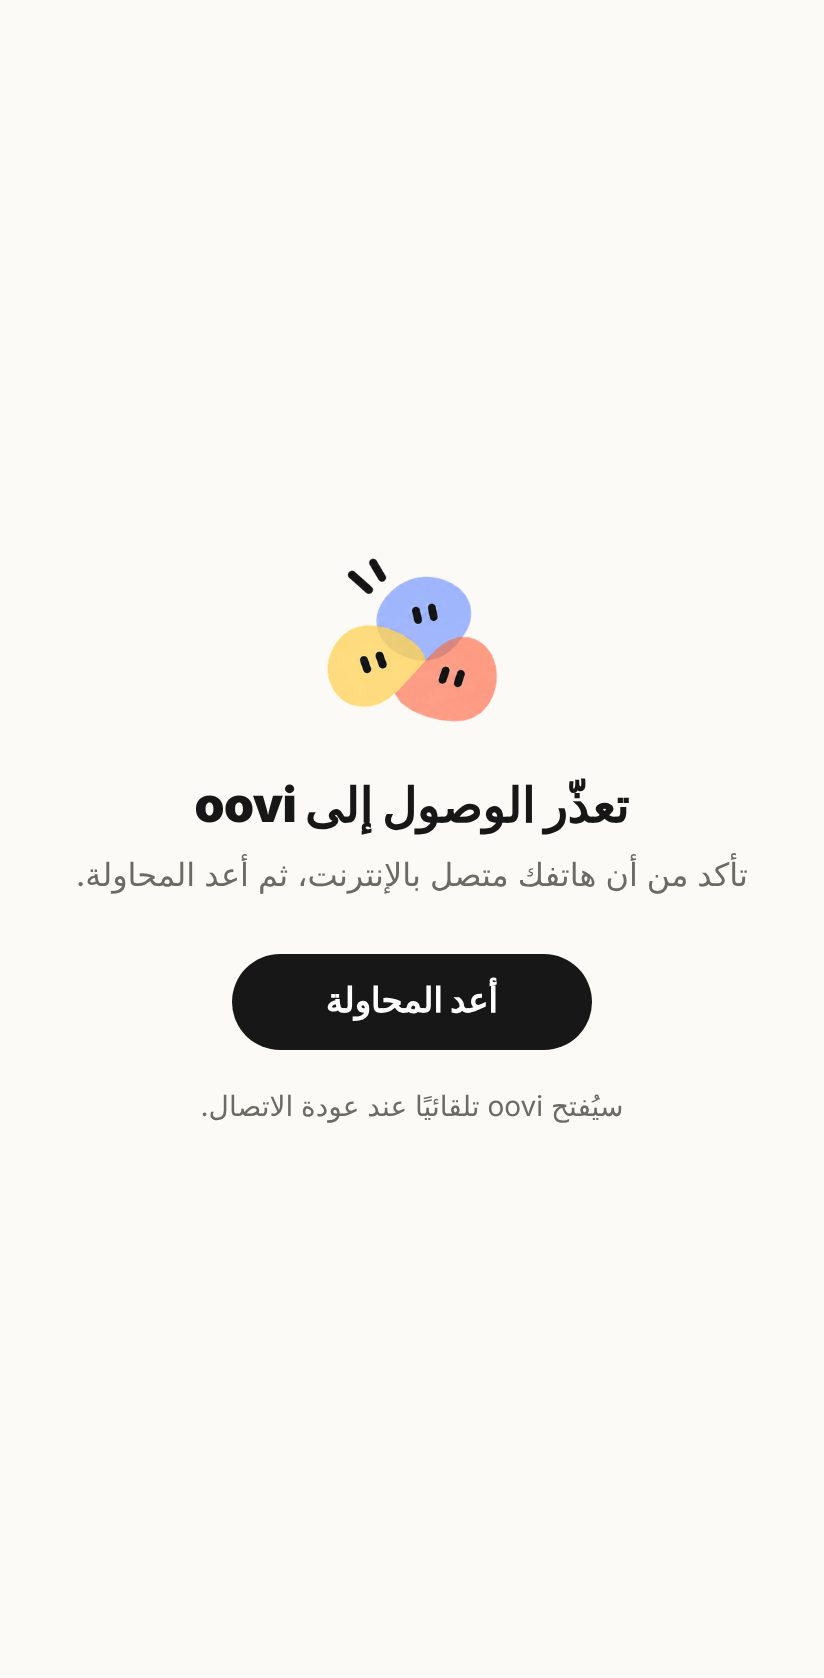 تعذّر الوصول إلى oovi
تأكد من أن هاتفك متصل بالإنترنت، ثم أعد المحاولة.
أعد المحاولة
سيُفتح oovi تلقائيًا عند عودة الاتصال.